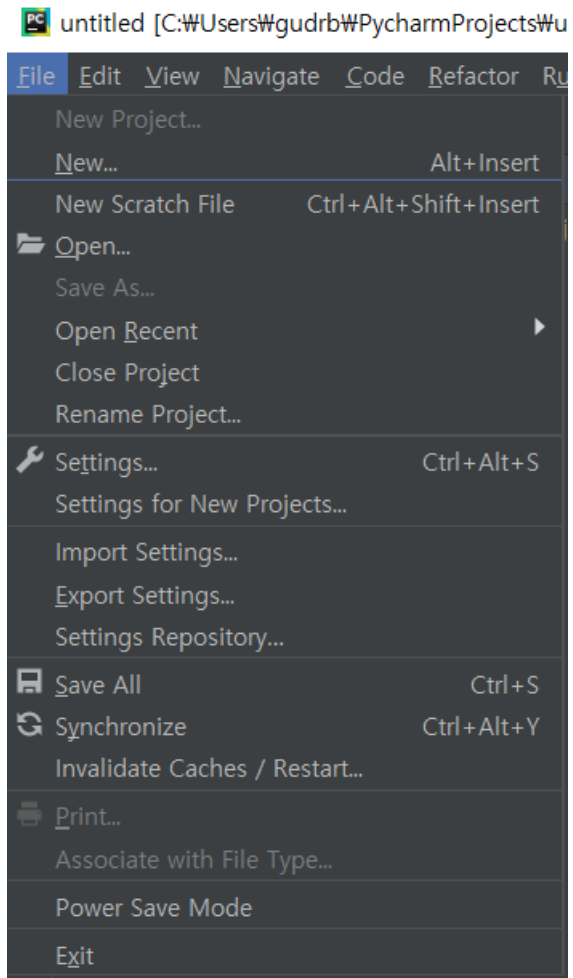 PC untitled [C:₩Users₩gudrb₩PycharmProjects₩u
File Edit View Navigate Code Refactor Ru
New Project...
New... Alt+Insert
New Scratch File Ctrl+Alt+Shift+Insert
Open...
Save As...
Open Recent
Close Project
Rename Project...
Settings... Ctrl+Alt+S
Settings for New Projects...
Import Settings...
Export Settings...
Settings Repository...
Save All Ctrl+S
Synchronize Ctrl+Alt+Y
Invalidate Caches / Restart...
Print...
Associate with File Type...
Power Save Mode
Exit